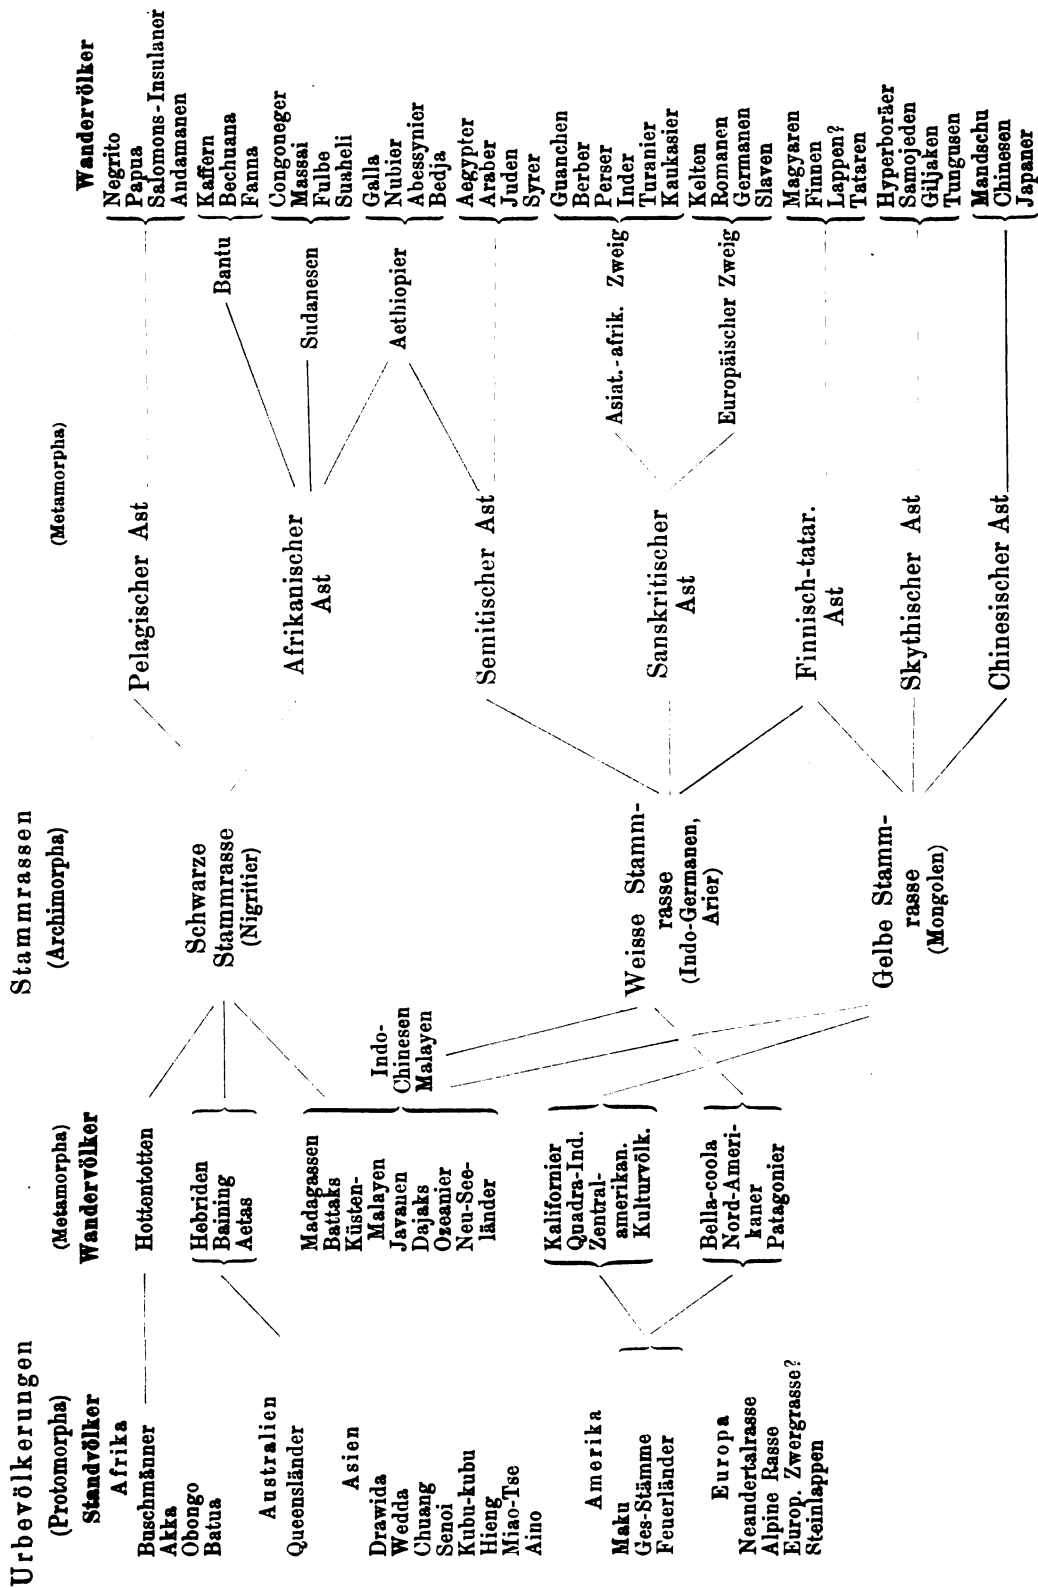 Urbevölkerungen
(Protomorpha)
Standvölker
Afrika
Buschmänner
Akka
Obongo
Batua
Australien
Queensländer
Asien
Drawida
Wedda
Chuang
Senoi
Kubu-kubu
Hieng
Miao-Tse
Aino
Amerika
Maku
Ges-Stämme
Feuerländer
Europa
Neandertalrasse
Alpine Rasse
Europ. Zwergrasse?
Steinlappen
(Metamorpha)
Wandervölker
Hottentotten
Hebriden
Baining
Aetas
Madagassen
Battaks
Küsten-
Malayen
Javanen
Dajaks
Ozeanier
Neu-See-
länder
Kalifornier
Quadra-Ind.
Zentral-
amerikan.
Kulturvölk.
Bella-coola
Nord-Ameri-
kaner
Patagonier
Indo-
Chinesen
Malayen
Stammrassen
(Archimorpha)
Schwarze
Stammrasse
(Nigritier)
Weisse Stamm-
rasse
(Indo-Germanen,
Arier)
Gelbe Stamm-
rasse
(Mongolen)
(Metamorpha)
Pelagischer Ast
Afrikanischer
Ast
Semitischer Ast
Sanskritischer
Ast
Finnisch-tatar.
Ast
Skythischer Ast
Chinesischer Ast
Bantu
Sudanesen
Aethiopier
Asiat.-afrik. Zweig
Europäischer Zweig
Wandervölker
Negrito
Papua
Salomons-Insulaner
Andamanen
Kaffern
Bechuana
Fanna
Congoneger
Massai
Fulbe
Suaheli
Galla
Nubier
Abessynier
Bedja
Aegypter
Araber
Juden
Syrer
Guanchen
Berber
Perser
Inder
Turanier
Kaukasier
Kelten
Romanen
Germanen
Slaven
Magyaren
Finnen
Lappen?
Tataren
Hyperboräer
Samojeden
Giljaken
Tungusen
Mandschu
Chinesen
Japaner